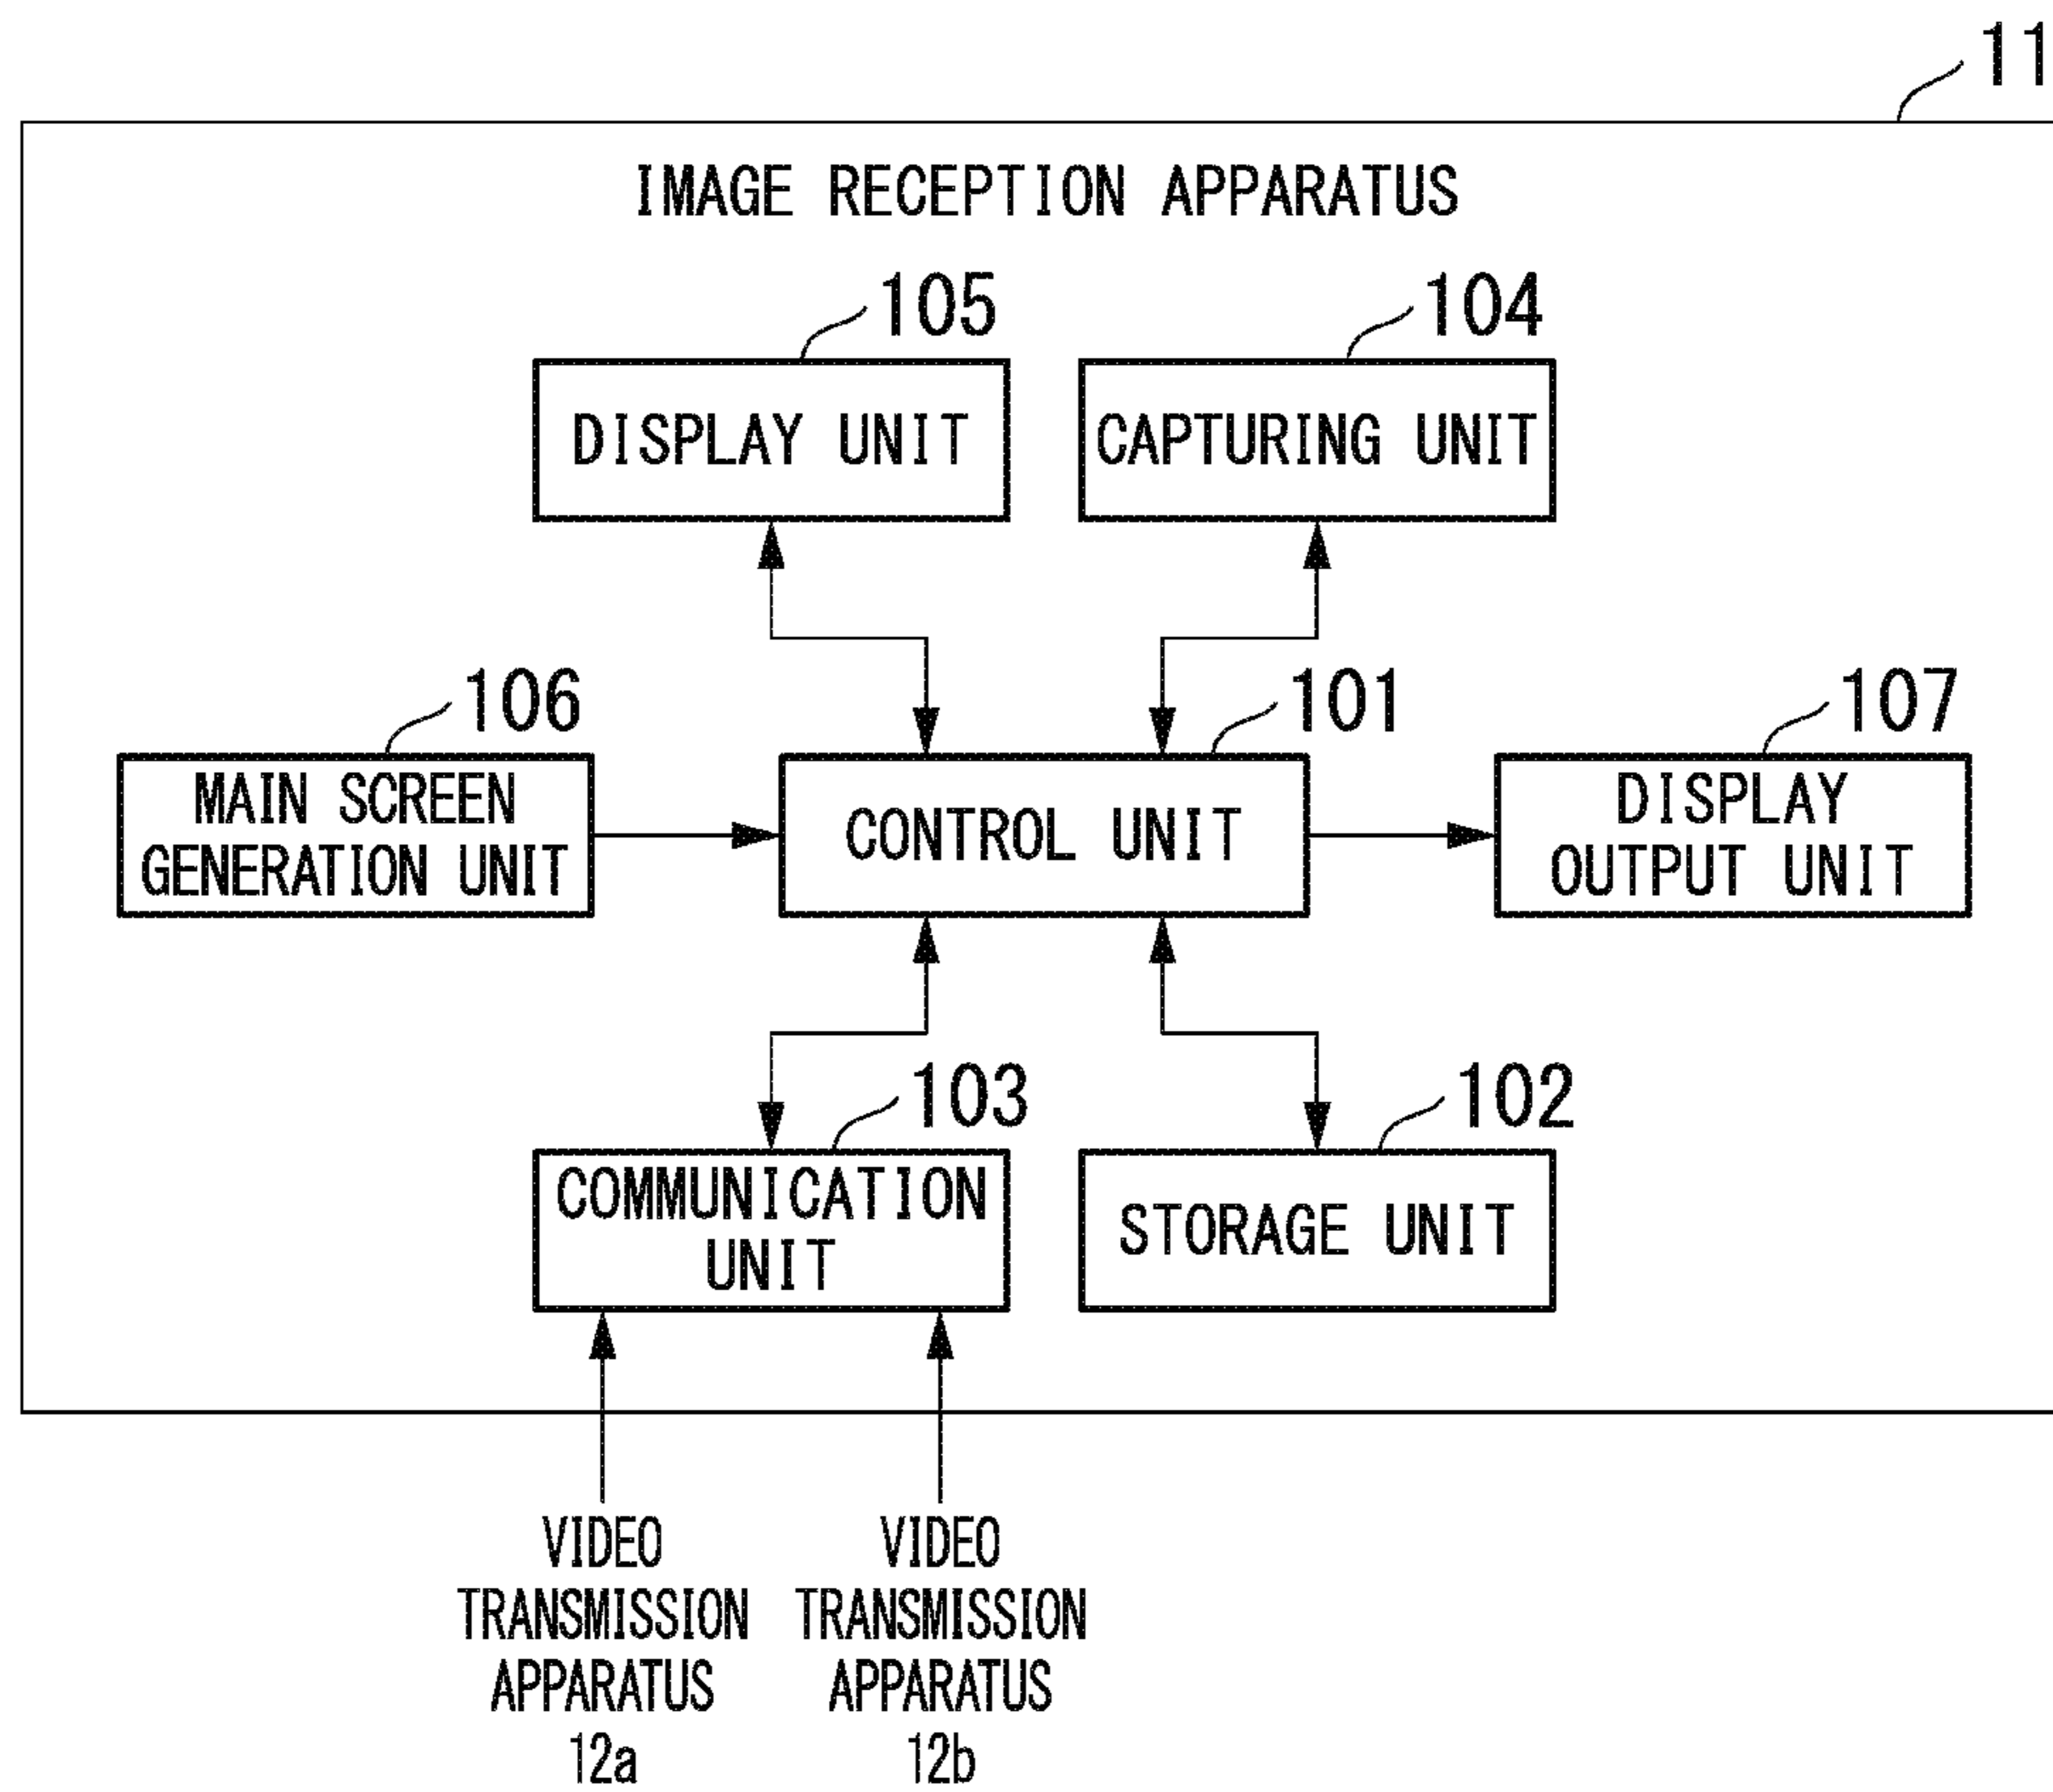 11
IMAGE RECEPTION APPARATUS
105
104
DISPLAY UNIT
CAPTURING UNIT
106
101
107
MAIN SCREEN
GENERATION UNIT
CONTROL UNIT
DISPLAY
OUTPUT UNIT
103
102
COMMUNICATION
UNIT
STORAGE UNIT
VIDEO
TRANSMISSION
APPARATUS
12a
VIDEO
TRANSMISSION
APPARATUS
12b